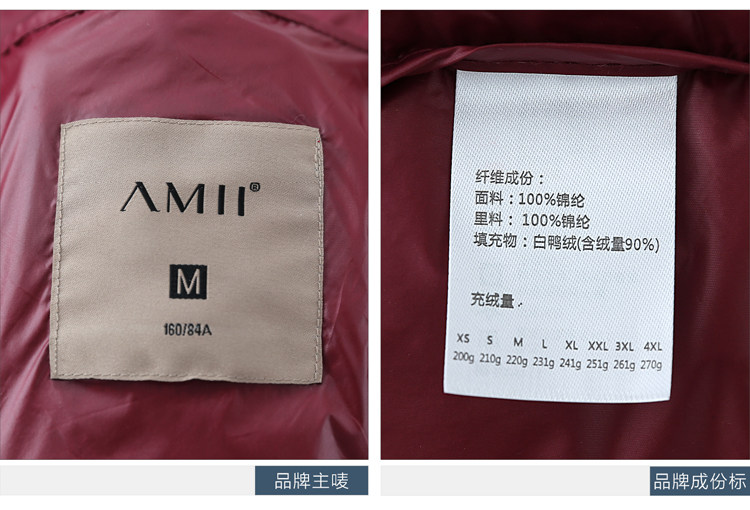 AMII®
M
160/84A
品牌主唛
纤维成份：
面料：100%锦纶
里料：100%锦纶
填充物：白鸭绒(含绒量90%)
充绒量：
XS S M L XL XXL 3XL 4XL
200g 210g 220g 231g 241g 251g 261g 270g
品牌成份标